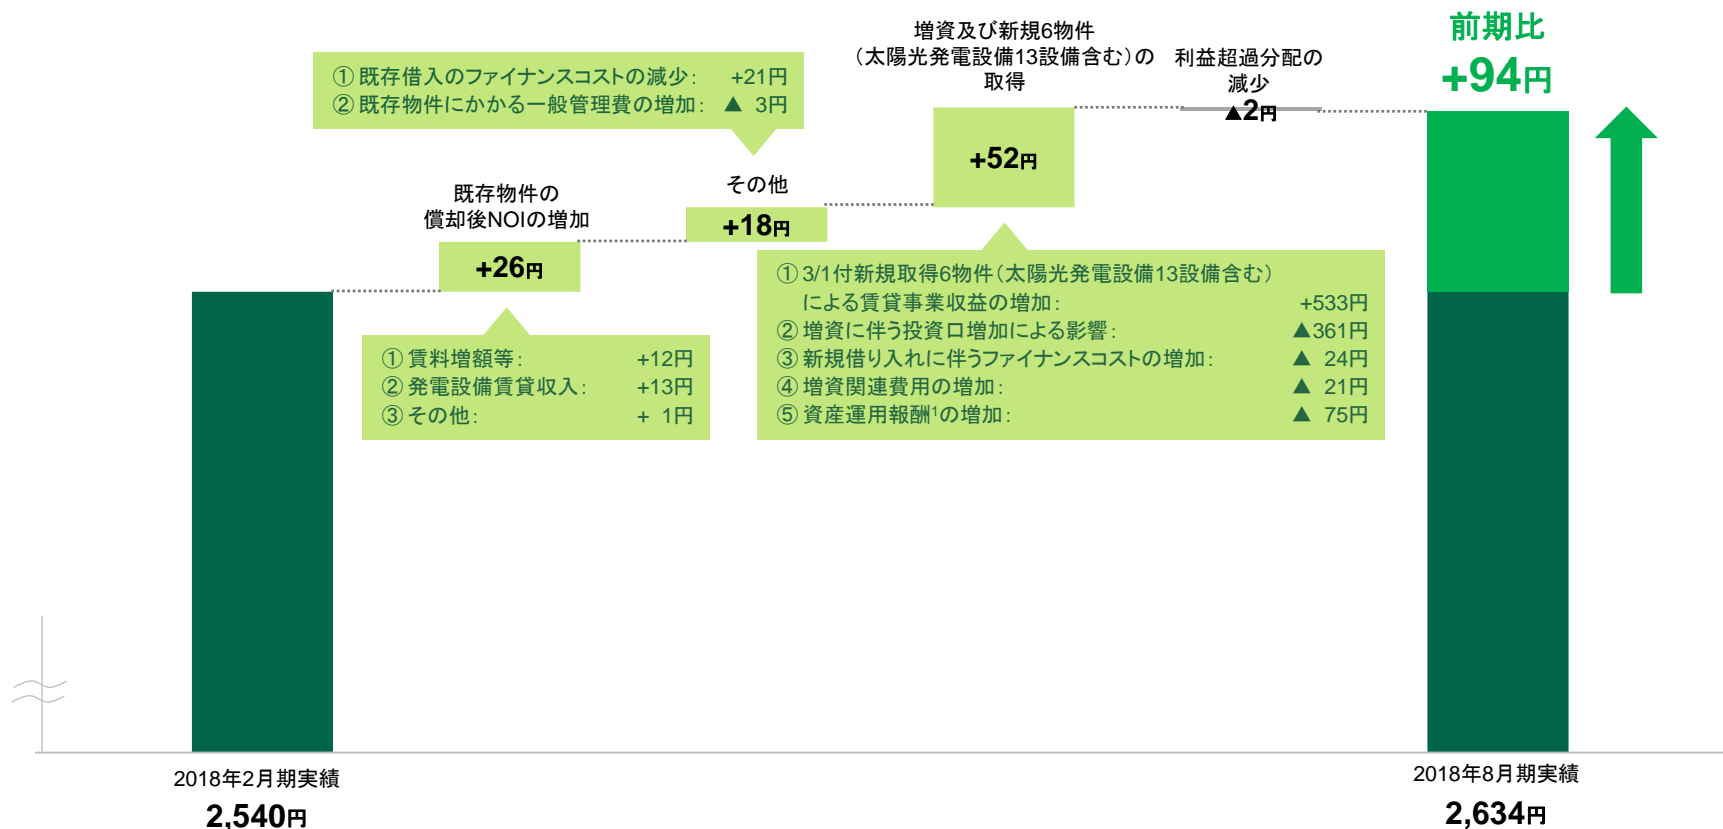 前期比
+94円
増資及び新規6物件
（太陽光発電設備13設備含む）の
取得
利益超過分配の
減少
▲2円
① 既存借入のファイナンスコストの減少： +21円
② 既存物件にかかる一般管理費の増加： ▲ 3円
+52円
その他
+18円
既存物件の
償却後NOIの増加
+26円
① 3/1付新規取得6物件（太陽光発電設備13設備含む）
による賃貸事業収益の増加： +533円
② 増資に伴う投資口増加による影響： ▲361円
③ 新規借り入れに伴うファイナンスコストの増加： ▲ 24円
④ 増資関連費用の増加： ▲ 21円
⑤ 資産運用報酬¹の増加： ▲ 75円
① 賃料増額等： +12円
② 発電設備賃貸収入： +13円
③ その他： + 1円
2018年2月期実績
2,540円
2018年8月期実績
2,634円